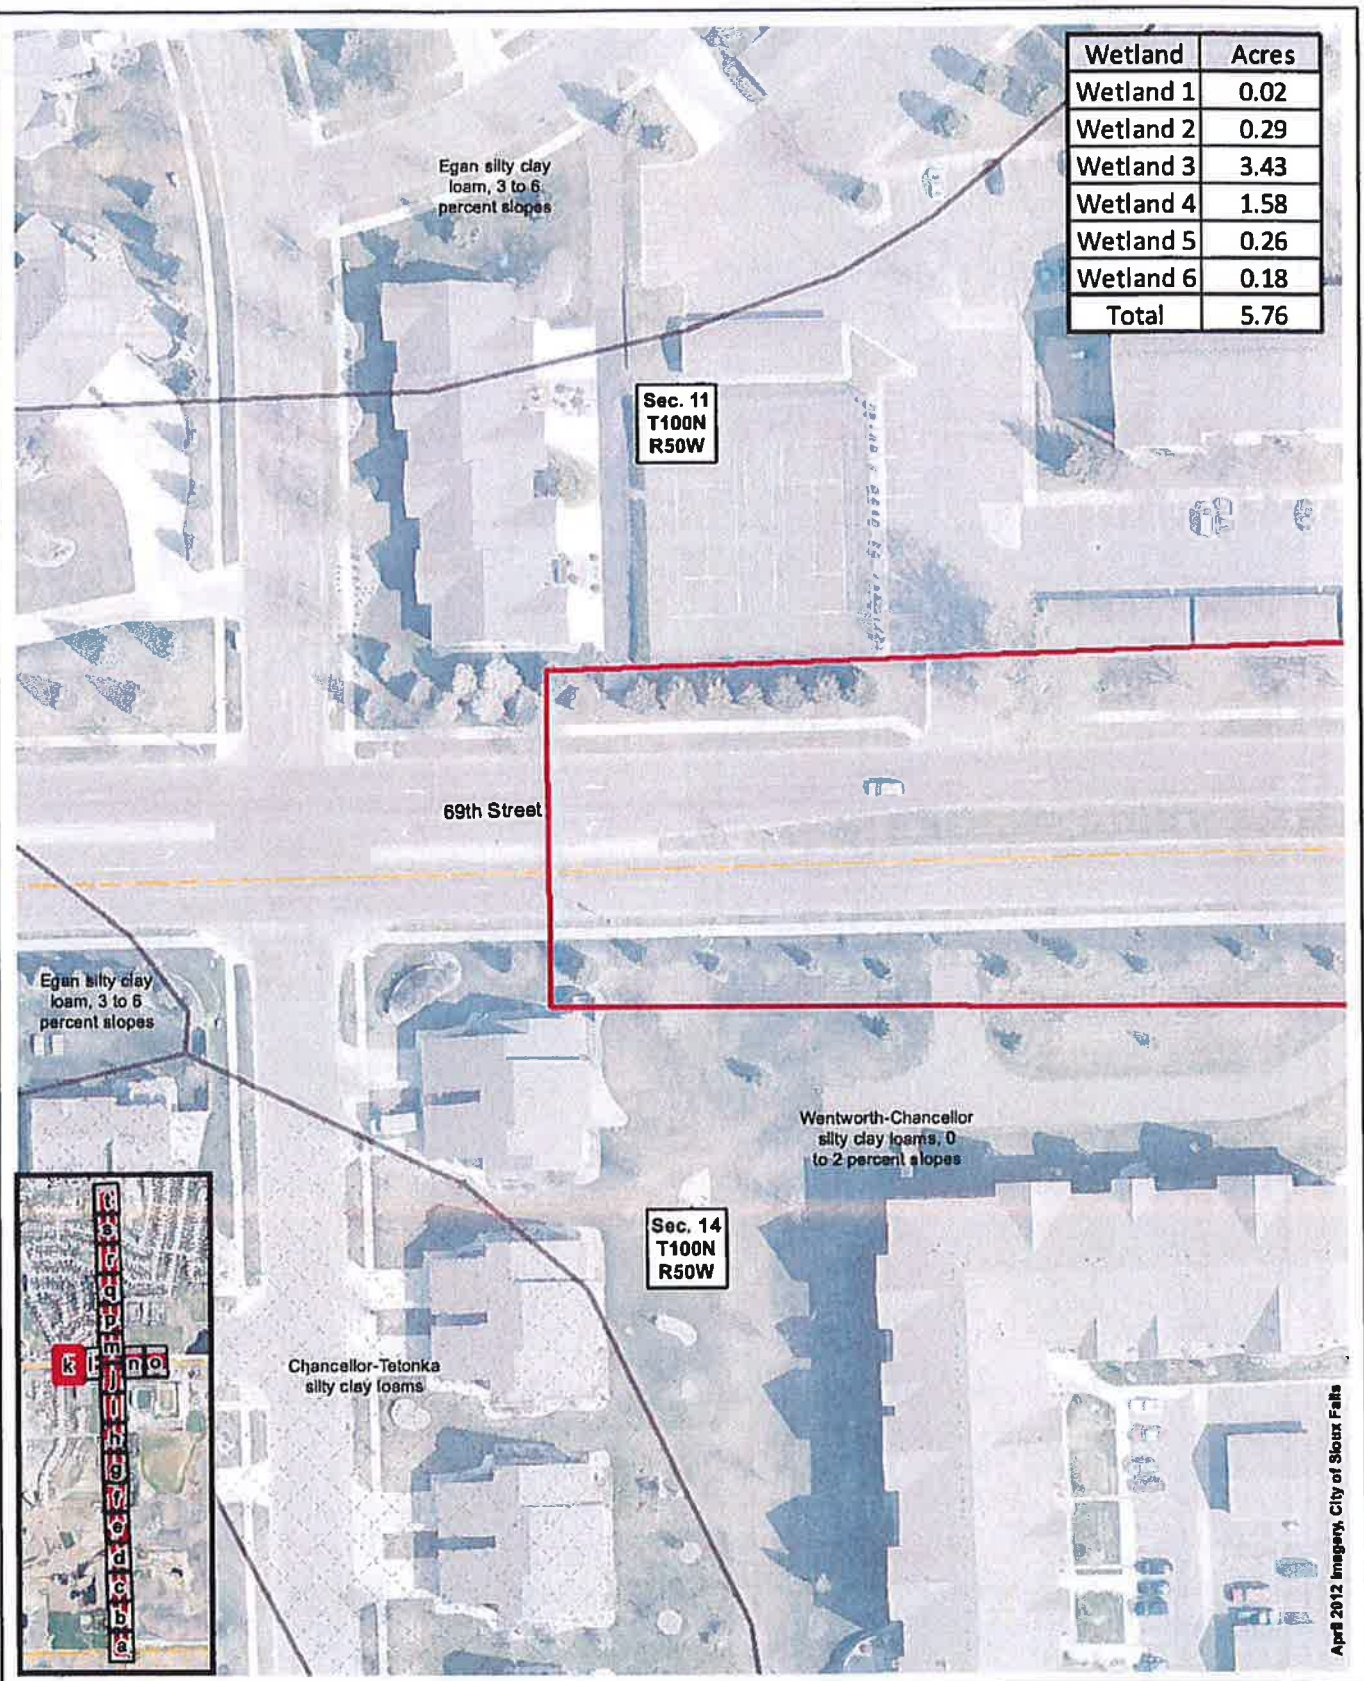 Wetland Acres
Wetland 1 0.02
Wetland 2 0.29
Wetland 3 3.43
Wetland 4 1.58
Wetland 5 0.26
Wetland 6 0.18
Total 5.76
Egan silty clay
loam, 3 to 6
percent slopes
Sec. 11
T100N
R50W
69th Street
Egan silty clay
loam, 3 to 6
percent slopes
Wentworth-Chancellor
silty clay loams, 0
to 2 percent slopes
Sec. 14
T100N
R50W
Chancellor-Tetonka
silty clay loams
t
s
r
q
p
m
k
n o
j
h
g
f
e
d
c
b
a
April 2012 Imagery, City of Sioux Falls